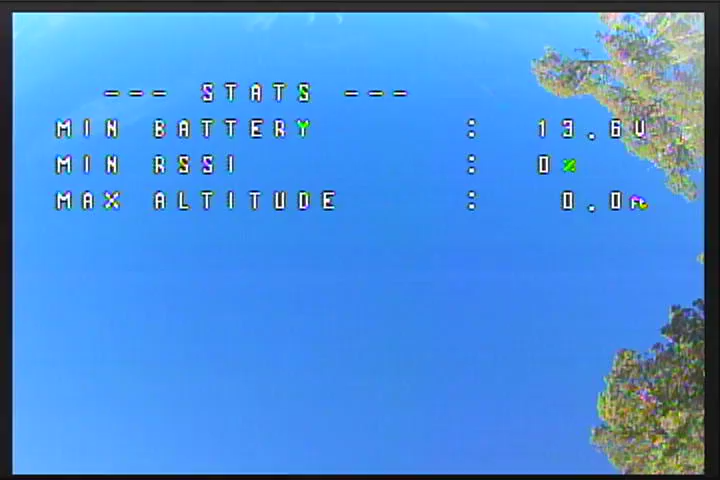 --- STATS ---
MIN BATTERY : 13.6V
MIN RSSI : 0%
MAX ALTITUDE : 0.0ft